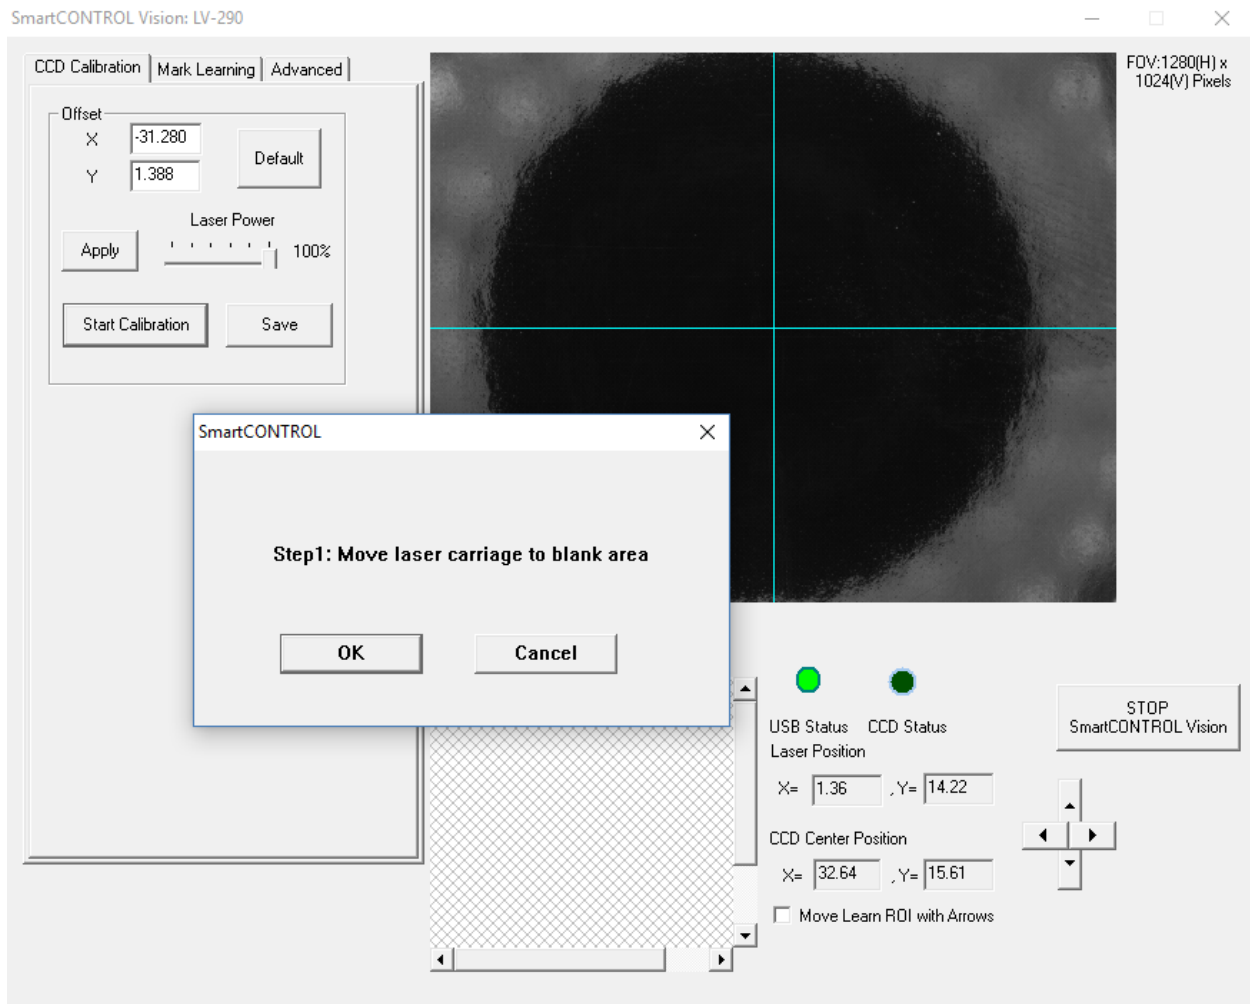 SmartCONTROL Vision: LV-290
CCD Calibration
Mark Learning
Advanced
Offset
X
-31.280
Y
1.388
Default
Laser Power
Apply
100%
Start Calibration
Save
FOV:1280(H) x
1024(V) Pixels
SmartCONTROL
Step1: Move laser carriage to blank area
OK
Cancel
USB Status
CCD Status
Laser Position
X= 1.36 ,Y= 14.22
CCD Center Position
X= 32.64 ,Y= 15.61
Move Learn ROI with Arrows
STOP
SmartCONTROL Vision